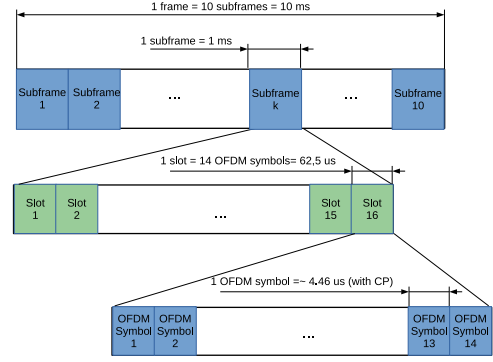 1 frame = 10 subframes = 10 ms
1 subframe = 1 ms
Subframe
1
Subframe
2
...
Subframe
k
...
Subframe
10
1 slot = 14 OFDM symbols= 62,5 us
Slot
1
Slot
2
...
Slot
15
Slot
16
1 OFDM symbol =~ 4.46 us (with CP)
OFDM
Symbol
1
OFDM
Symbol
2
...
OFDM
Symbol
13
OFDM
Symbol
14